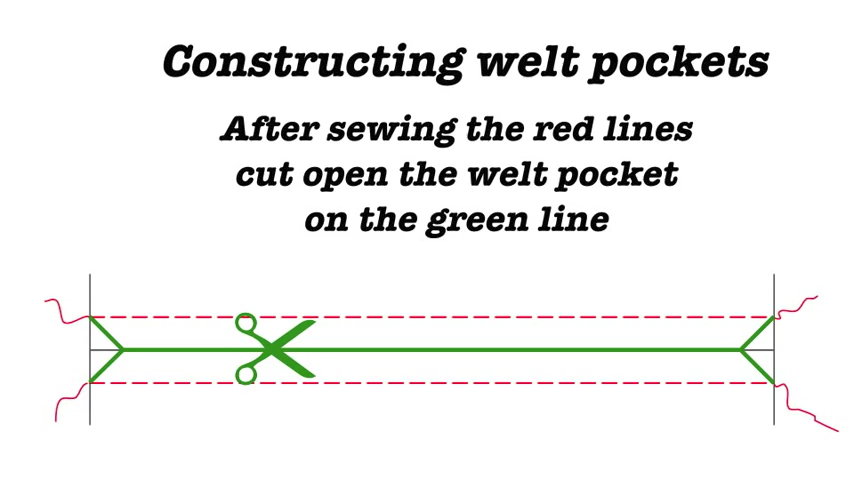 Constructing welt pockets
After sewing the red lines
cut open the welt pocket
on the green line